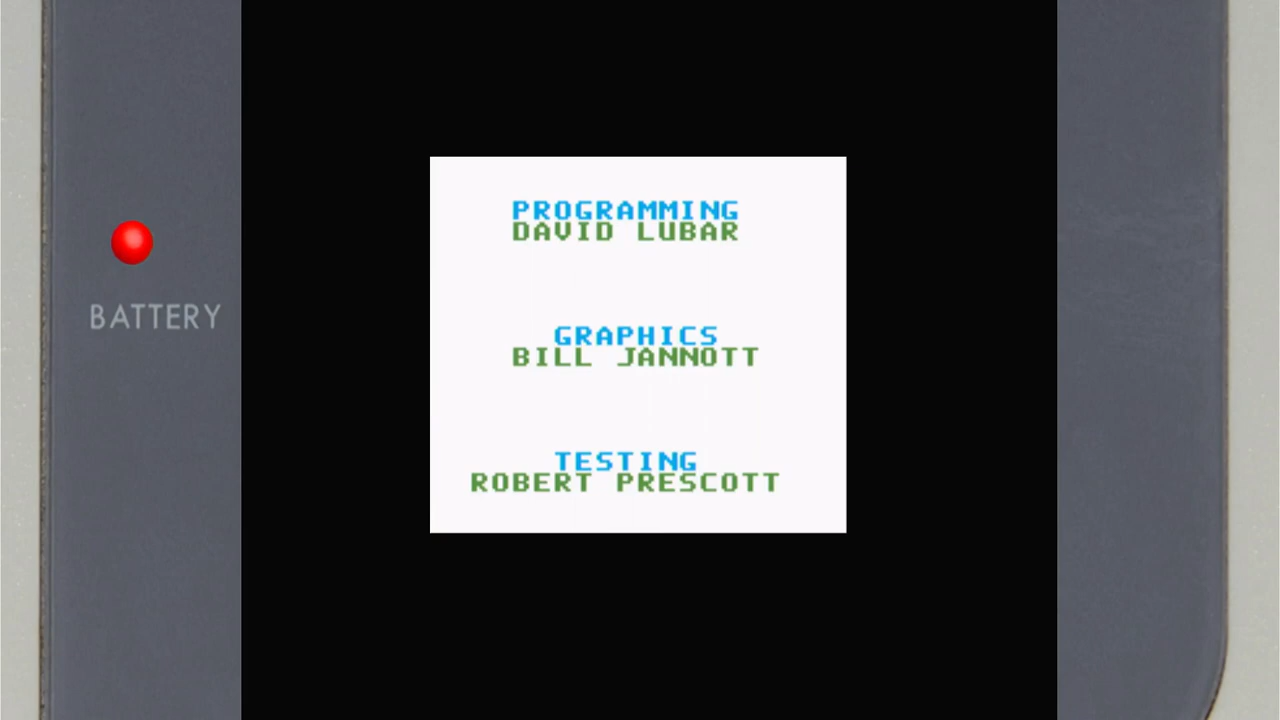 PROGRAMMING
DAVID LUBAR
BATTERY
GRAPHICS
BILL JANNOTT
TESTING
ROBERT PRESCOTT